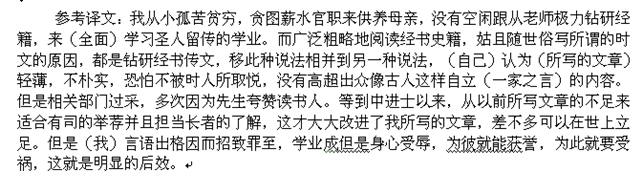 参考译文：我从小孤苦贫穷，贪图薪水官职来供养母亲，没有空闲跟从老师极力钻研经
籍，来（全面）学习圣人留传的学业。而广泛粗略地阅读经书史籍，姑且随世俗写所谓的时
文的原因，都是钻研经书传文，移此种说法相并到另一种说法，（自己）认为（所写的文章）
轻薄，不朴实，恐怕不被时人所取悦，没有高超出众像古人这样自立（一家之言）的内容。
但是相关部门过采，多次因为先生夸赞读书人。等到中进士以来，从以前所写文章的不足来
适合有司的举荐并且担当长者的了解，这才大大改进了我所写的文章，差不多可以在世上立
足。但是（我）言语出格因而招致罪至，学业成但是身心受辱，为彼就能获誉，为此就要受
祸，这就是明显的后效。